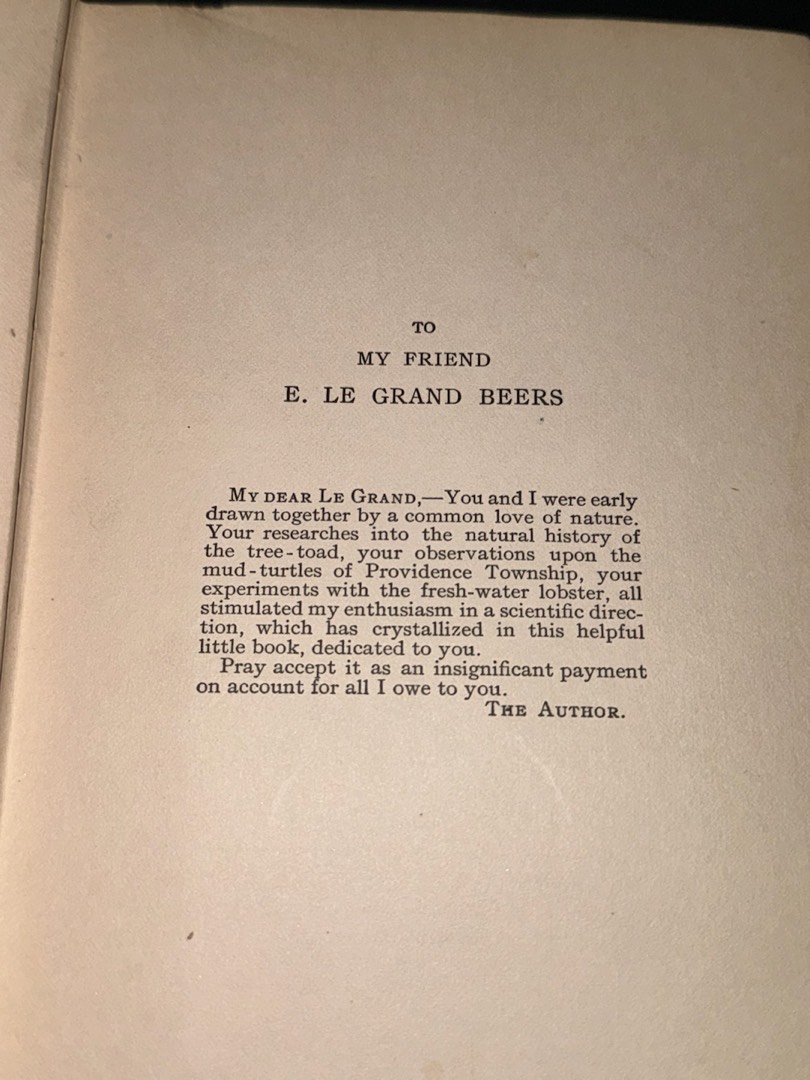 TO
MY FRIEND
E. LE GRAND BEERS
MY DEAR LE GRAND,—You and I were early
drawn together by a common love of nature.
Your researches into the natural history of
the tree-toad, your observations upon the
mud-turtles of Providence Township, your
experiments with the fresh-water lobster, all
stimulated my enthusiasm in a scientific direc-
tion, which has crystallized in this helpful
little book, dedicated to you.
Pray accept it as an insignificant payment
on account for all I owe to you.
THE AUTHOR.